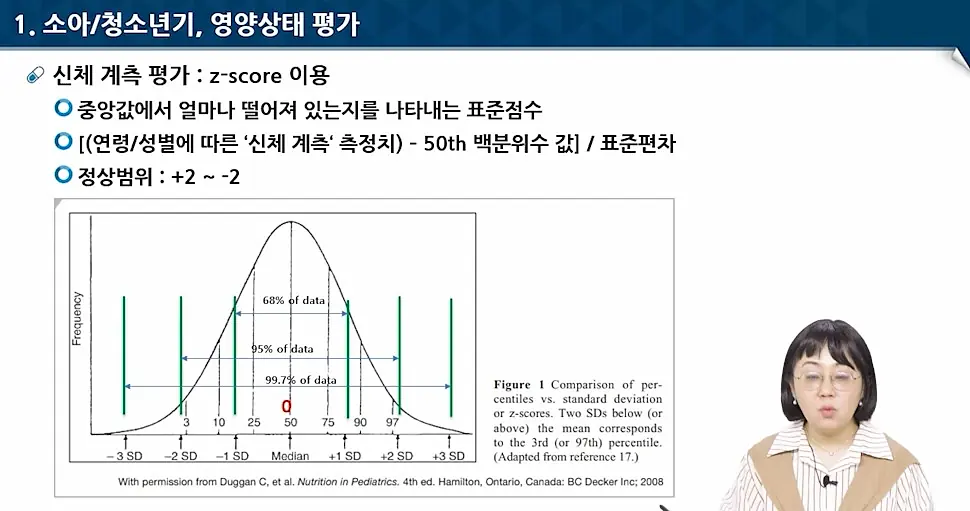 1. 소아/청소년기, 영양상태 평가
신체 계측 평가 : z-score 이용
중앙값에서 얼마나 떨어져 있는지를 나타내는 표준점수
[(연령/성별에 따른 ‘신체 계측‘ 측정치) – 50th 백분위수 값] / 표준편차
정상범위 : +2 ~ -2
Frequency
68% of data
95% of data
99.7% of data
0
3 10 25 50 75 90 97
– 3 SD –2 SD –1 SD Median +1 SD +2 SD +3 SD
Figure 1 Comparison of per-
centiles vs. standard deviation
or z-scores. Two SDs below (or
above) the mean corresponds
to the 3rd (or 97th) percentile.
(Adapted from reference 17.)
With permission from Duggan C, et al. Nutrition in Pediatrics. 4th ed. Hamilton, Ontario, Canada: BC Decker Inc; 2008